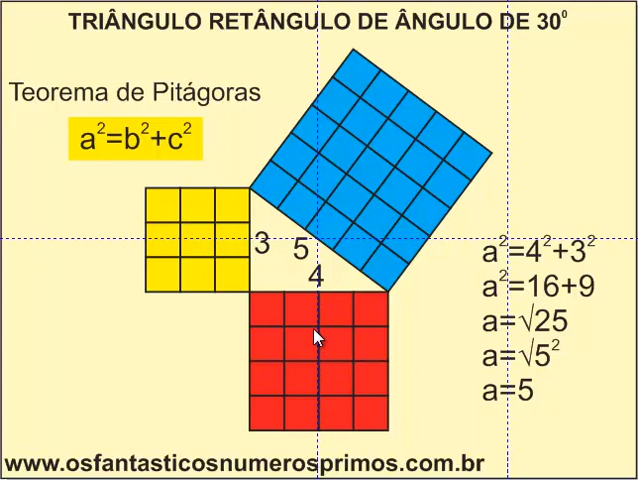 TRIÂNGULO RETÂNGULO DE ÂNGULO DE 30⁰
Teorema de Pitágoras
a²=b²+c²
3
5
4
a²=4²+3²
a²=16+9
a=√25
a=√5²
a=5
www.osfantasticosnumerosprimos.com.br